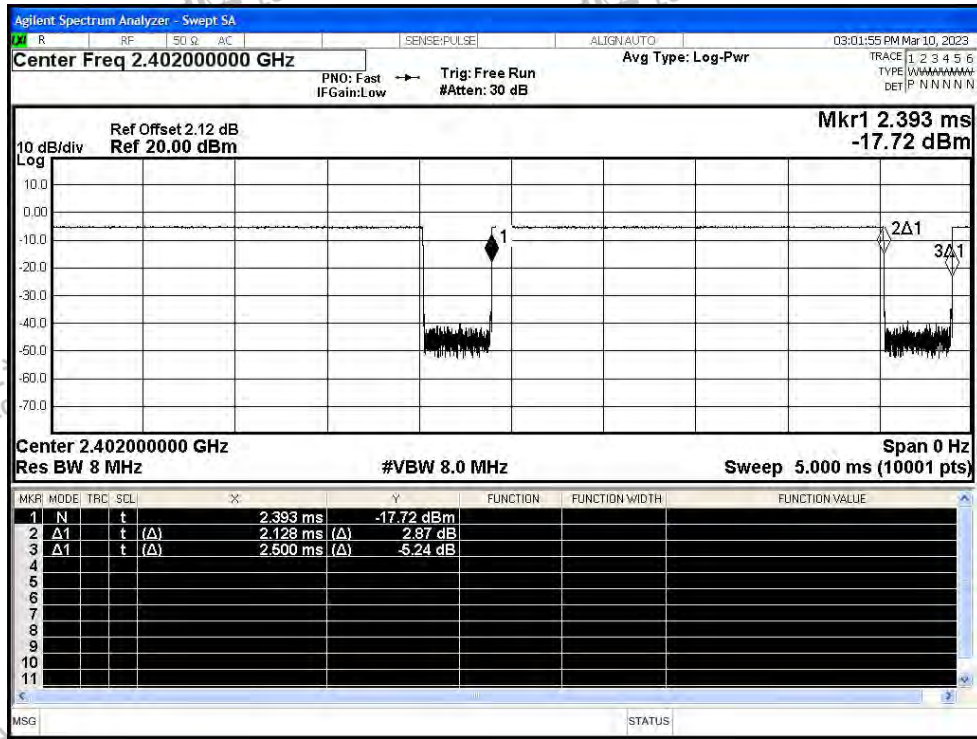 Agilent Spectrum Analyzer - Swept SA
LXI R RF 50 Ω AC SENSE:PULSE ALIGN AUTO 03:01:55 PM Mar 10, 2023
Center Freq 2.402000000 GHz
PNO: Fast
IFGain:Low
Trig: Free Run
#Atten: 30 dB
Avg Type: Log-Pwr
TRACE 1 2 3 4 5 6
TYPE WWWWWW
DET P N N N N N
Mkr1 2.393 ms
-17.72 dBm
Ref Offset 2.12 dB
10 dB/div Ref 20.00 dBm
Log
10.0
0.00
-10.0
-20.0
-30.0
-40.0
-50.0
-60.0
-70.0
1
2Δ1
3Δ1
Center 2.402000000 GHz Span 0 Hz
Res BW 8 MHz #VBW 8.0 MHz Sweep 5.000 ms (10001 pts)
MKR MODE TRC SCL X Y FUNCTION FUNCTION WIDTH FUNCTION VALUE
1 N t 2.393 ms -17.72 dBm
2 Δ1 t (Δ) 2.128 ms (Δ) 2.87 dB
3 Δ1 t (Δ) 2.500 ms (Δ) -5.24 dB
4
5
6
7
8
9
10
11
MSG STATUS